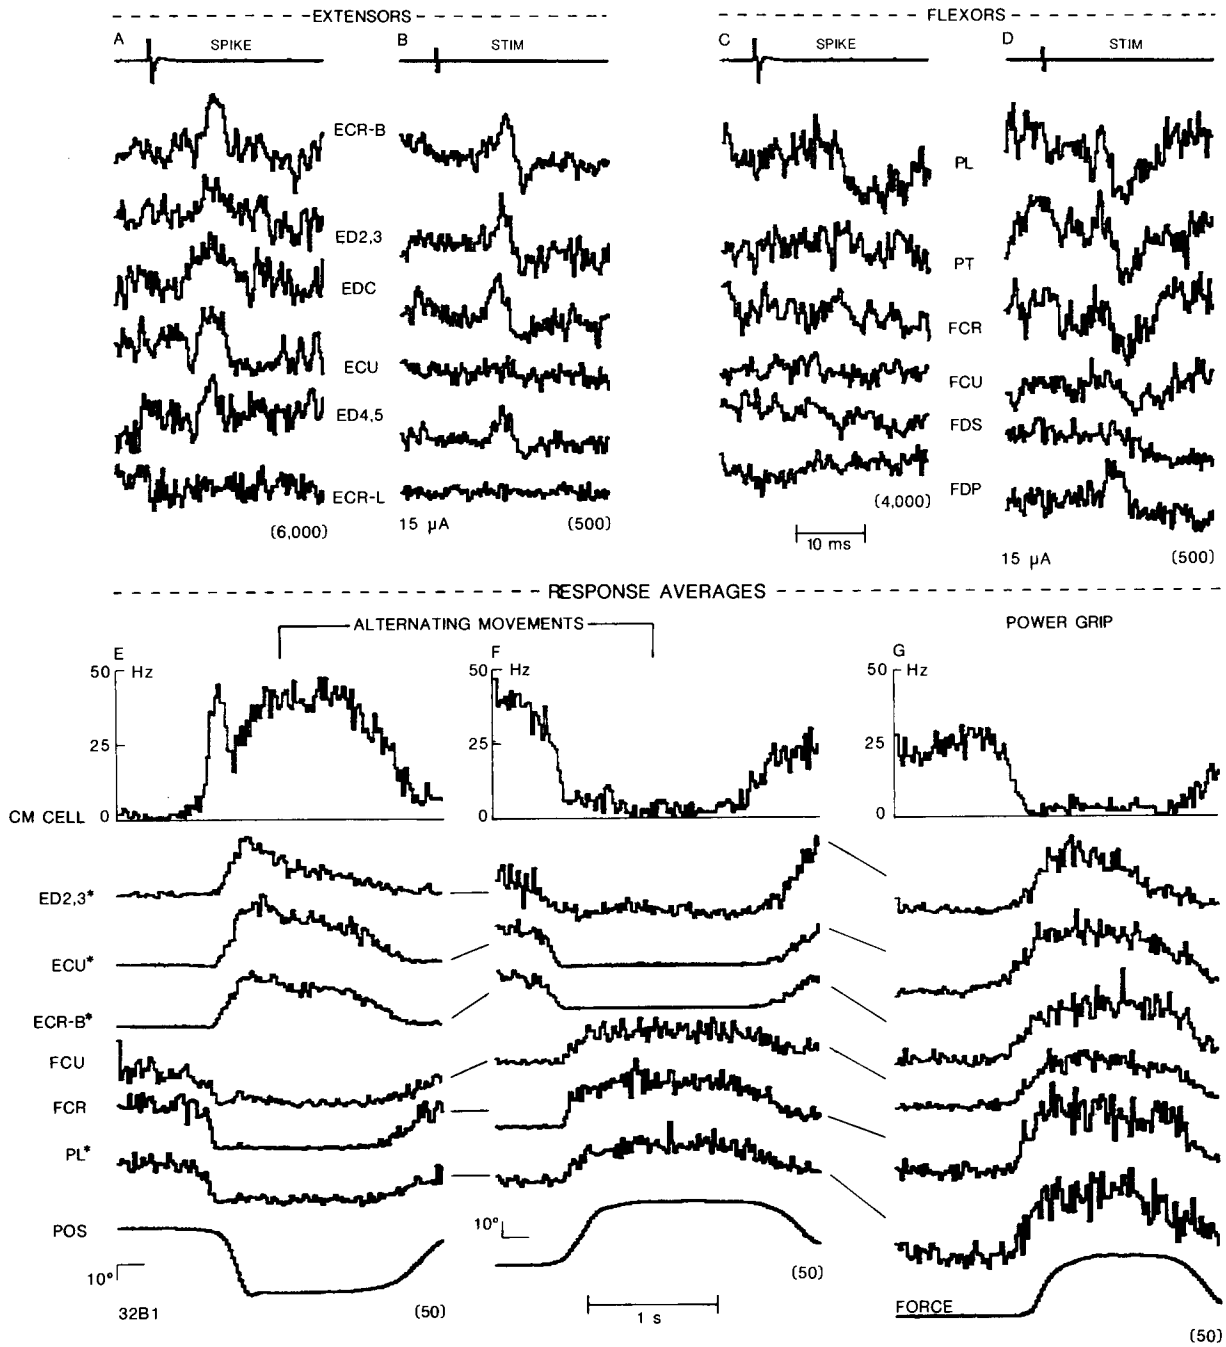 EXTENSORS
FLEXORS
A
SPIKE
B
STIM
C
SPIKE
D
STIM
ECR-B
ED2,3
EDC
ECU
ED4,5
ECR-L
(6,000)
15 µA
(500)
PL
PT
FCR
FCU
FDS
FDP
(4,000)
10 ms
15 µA
(500)
RESPONSE AVERAGES
ALTERNATING MOVEMENTS
POWER GRIP
E
50 Hz
25
0
F
50 Hz
25
0
G
50
25
0
CM CELL
ED2,3*
ECU*
ECR-B*
FCU
FCR
PL*
POS
10°
10°
32B1
(50)
(50)
1 s
FORCE
(50)